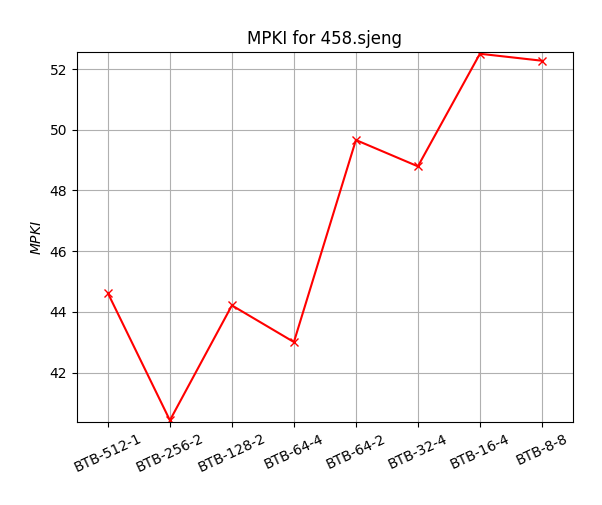 MPKI for 458.sjeng
MPKI
52
50
48
46
44
42
BTB-512-1
BTB-256-2
BTB-128-2
BTB-64-4
BTB-64-2
BTB-32-4
BTB-16-4
BTB-8-8